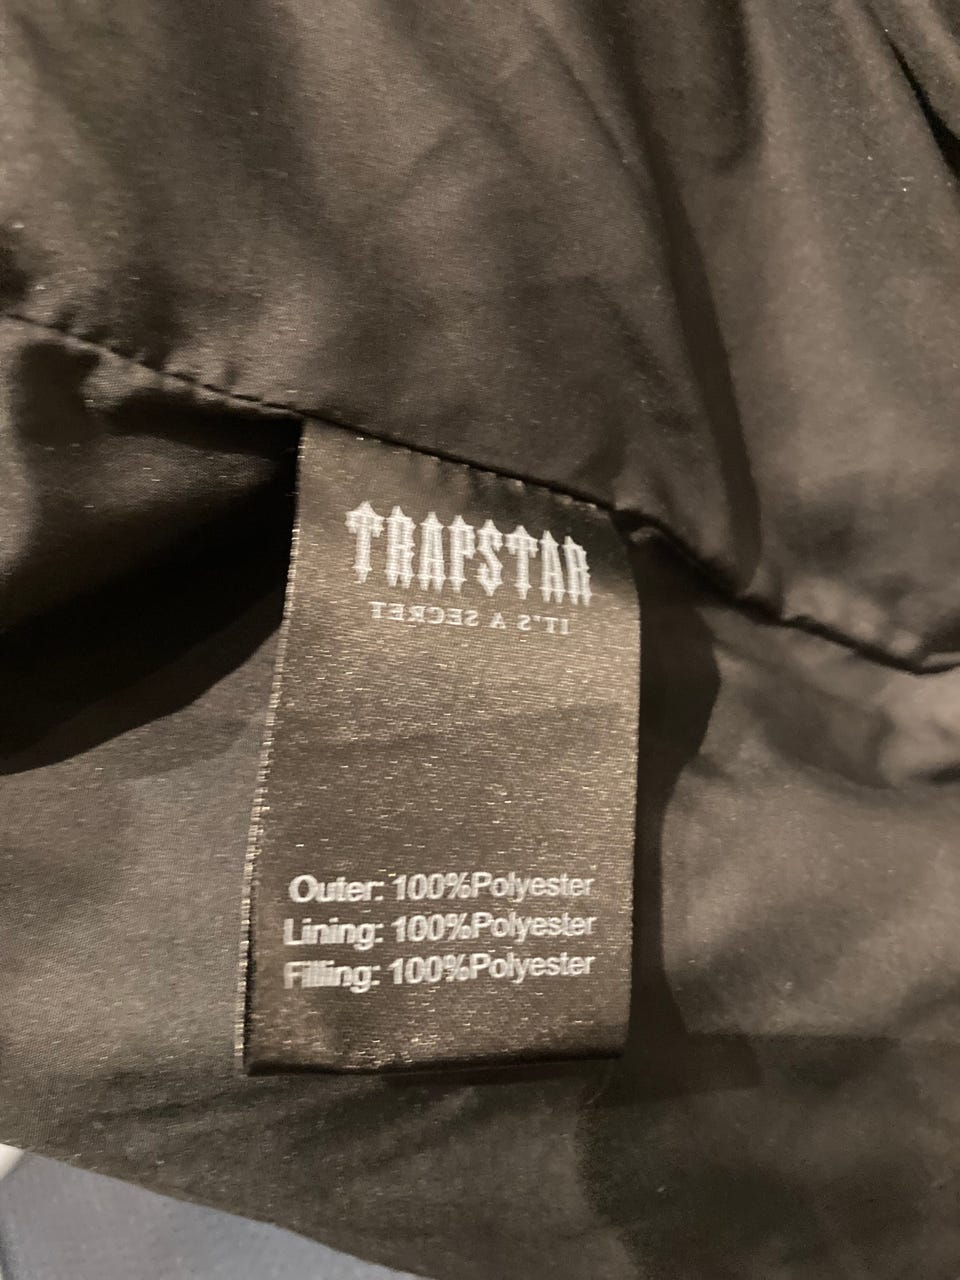 TRAPSTAR
IT'S A SECRET
Outer: 100%Polyester
Lining: 100%Polyester
Filling: 100%Polyester